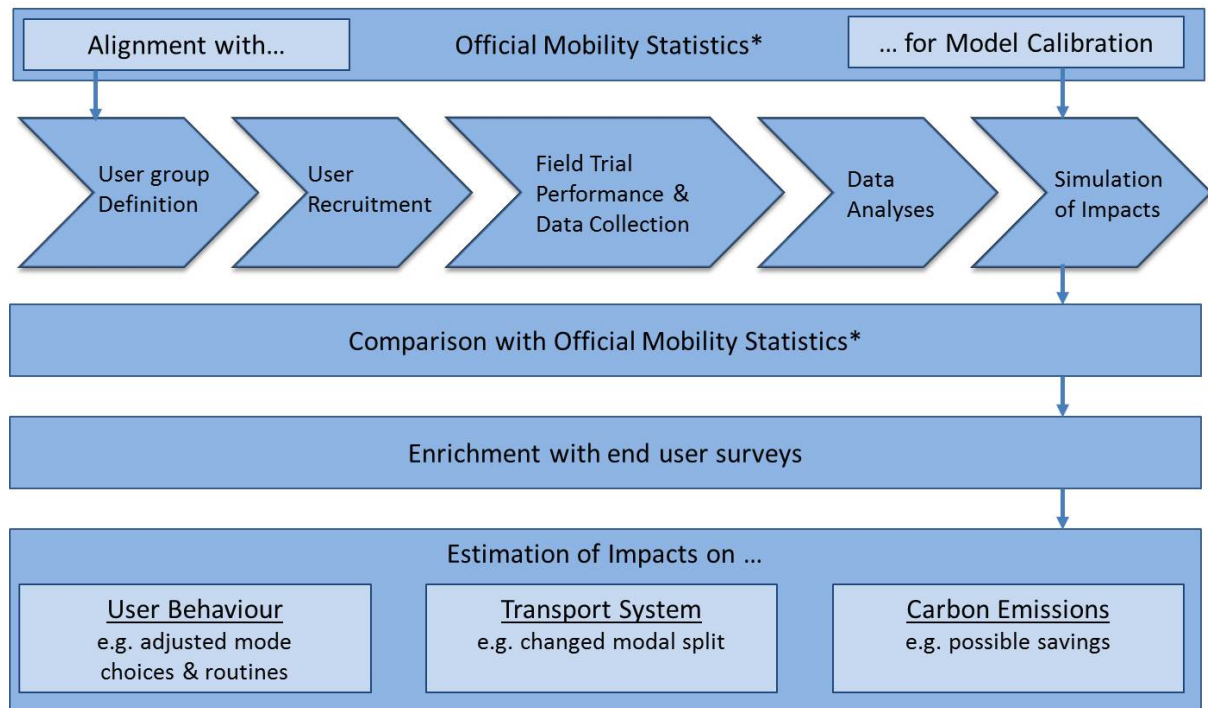 Alignment with…
Official Mobility Statistics*
… for Model Calibration
User group
Definition
User
Recruitment
Field Trial
Performance &
Data Collection
Data
Analyses
Simulation
of Impacts
Comparison with Official Mobility Statistics*
Enrichment with end user surveys
Estimation of Impacts on …
User Behaviour
e.g. adjusted mode
choices & routines
Transport System
e.g. changed modal split
Carbon Emissions
e.g. possible savings